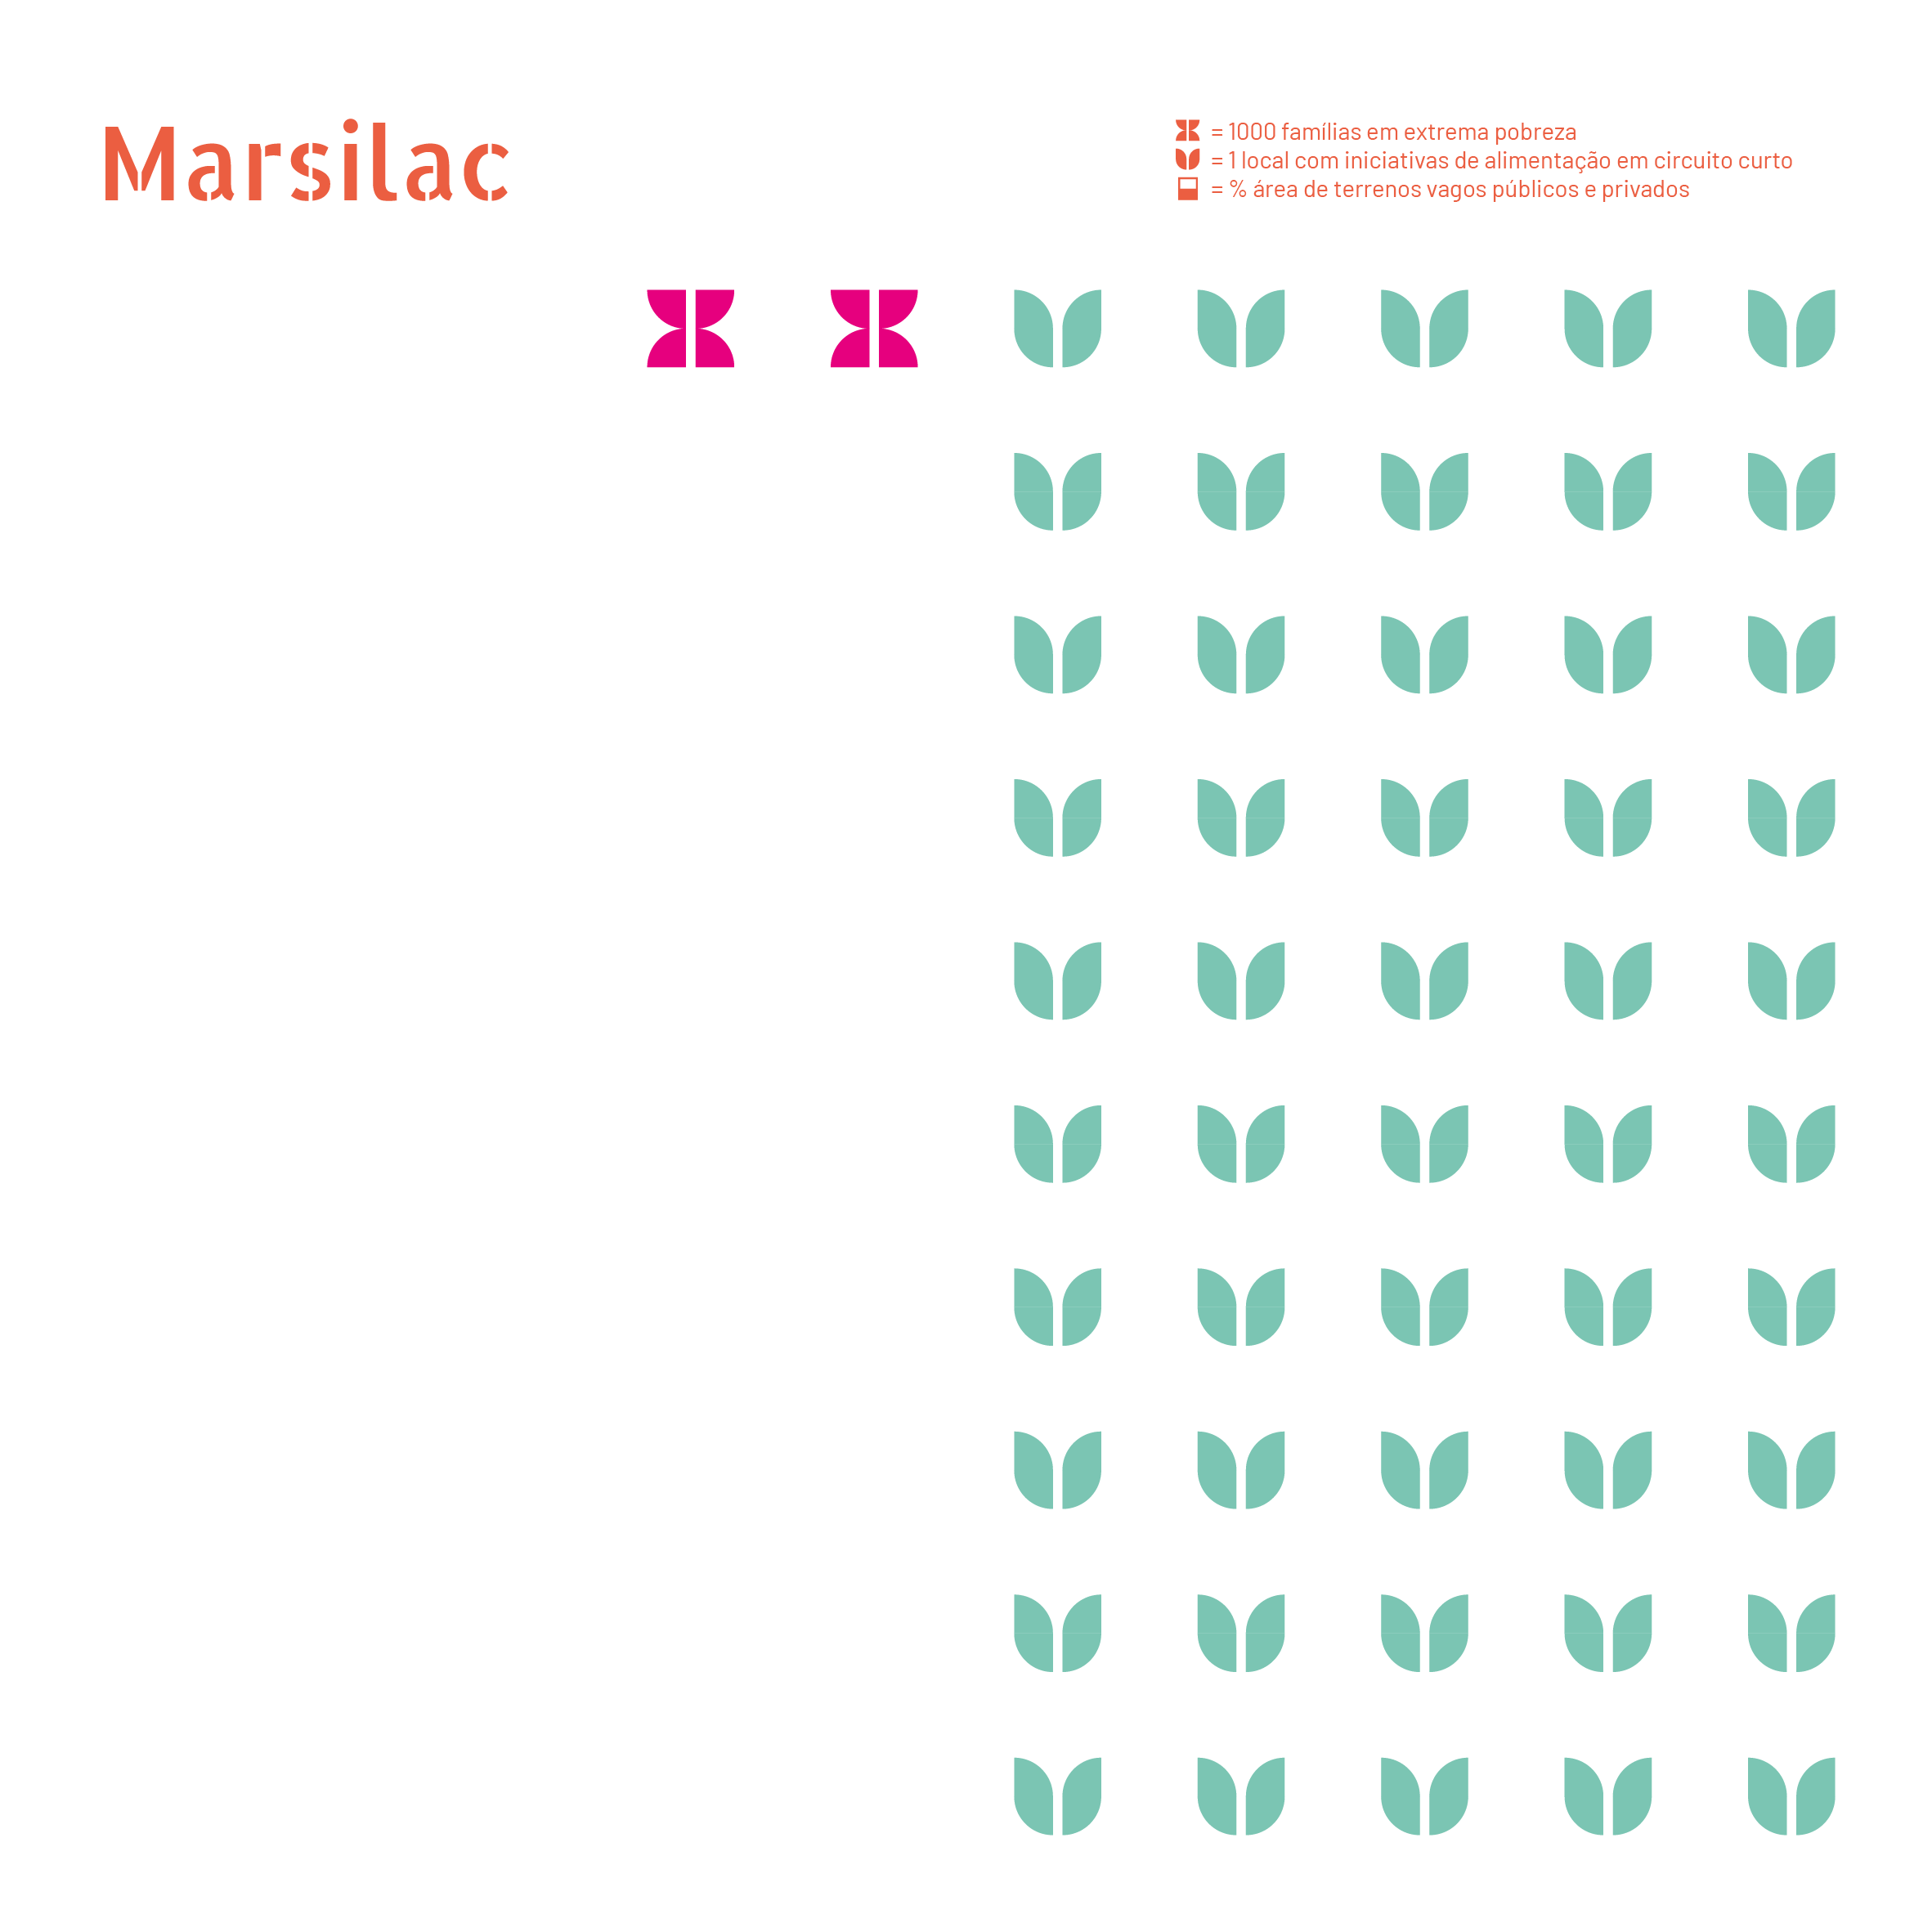 Marsilac
= 1000 famílias em extrema pobreza
= 1 local com iniciativas de alimentação em circuito curto
= % área de terrenos vagos públicos e privados